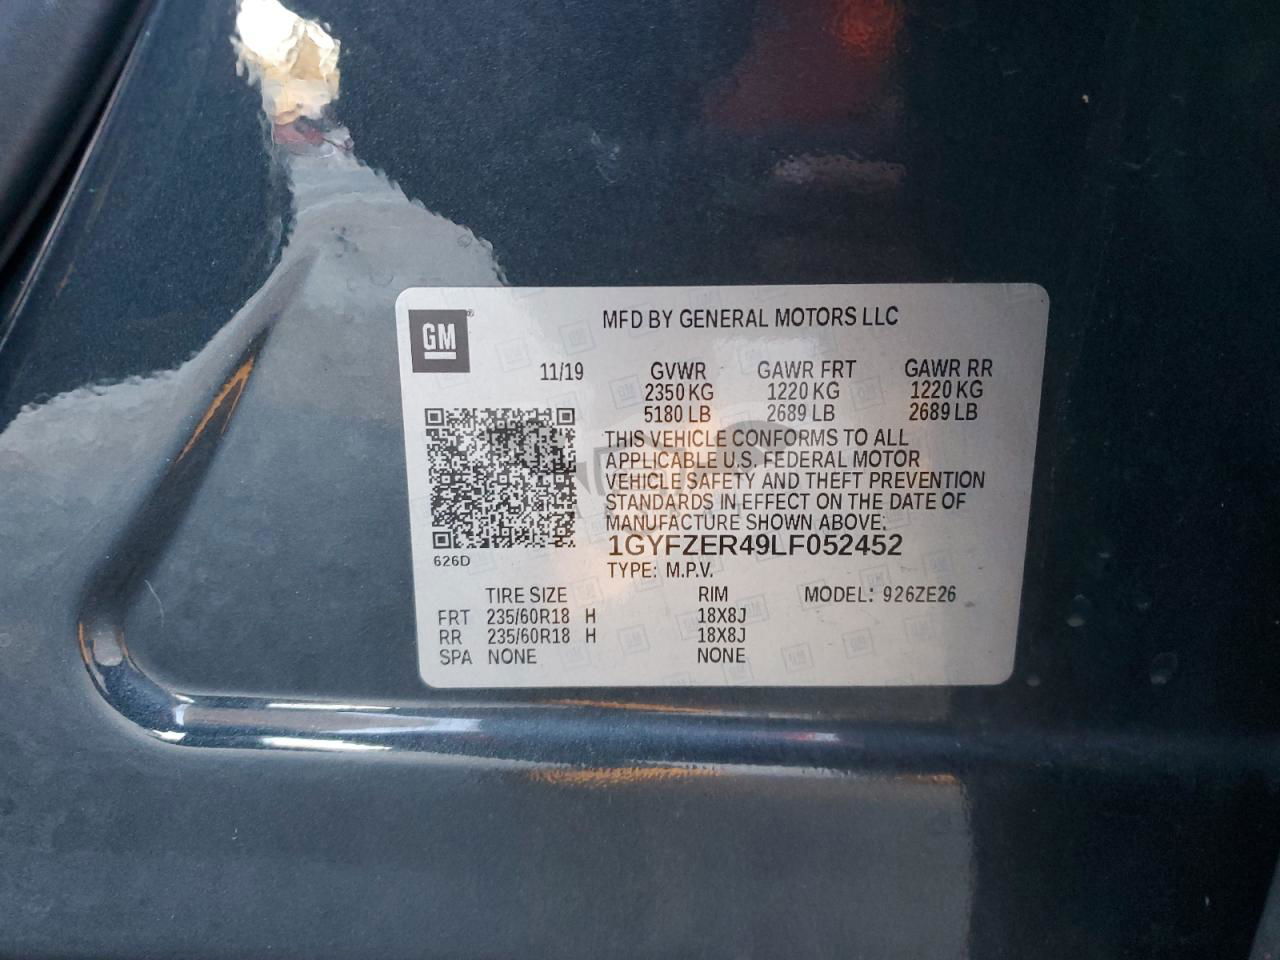 GM ®
MFD BY GENERAL MOTORS LLC
11/19 GVWR GAWR FRT GAWR RR
2350 KG 1220 KG 1220 KG
5180 LB 2689 LB 2689 LB
THIS VEHICLE CONFORMS TO ALL
APPLICABLE U.S. FEDERAL MOTOR
VEHICLE SAFETY AND THEFT PREVENTION
STANDARDS IN EFFECT ON THE DATE OF
MANUFACTURE SHOWN ABOVE:
1GYFZER49LF052452
626D
TYPE: M.P.V.
TIRE SIZE RIM MODEL: 926ZE26
FRT 235/60R18 H 18X8J
RR 235/60R18 H 18X8J
SPA NONE NONE